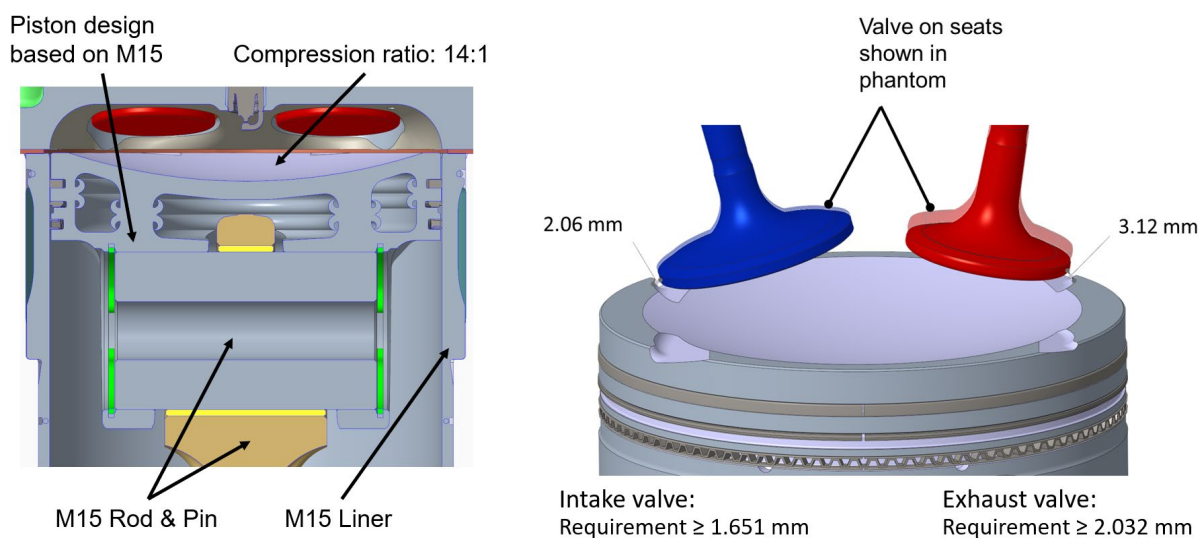 Piston design
based on M15
Compression ratio: 14:1
M15 Rod & Pin
M15 Liner
Valve on seats
shown in
phantom
2.06 mm
3.12 mm
Intake valve:
Requirement ≥ 1.651 mm
Exhaust valve:
Requirement ≥ 2.032 mm